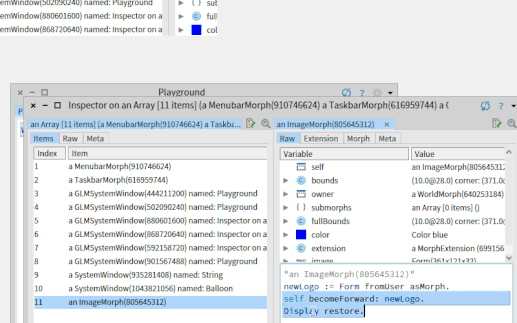 emWindow(502090240) named: Playground
( ) sub
emWindow(880601600) named: Inspector on a
full
emWindow(868720640) named: Inspector on a
col
Playground
Inspector on an Array [11 items] (a MenubarMorph(910746624) a TaskbarMorph(616959744) a G
an Array [11 items] (a MenubarMorph(910746624) a Taskb...
an ImageMorph(805645312)
Items Raw Meta
Raw Extension Morph Meta
Index Item
Variable Value
1 a MenubarMorph(910746624)
2 a TaskbarMorph(616959744)
3 a GLMSystemWindow(444211200) named: Playground
4 a GLMSystemWindow(502090240) named: Playground
5 a GLMSystemWindow(880601600) named: Inspector on a
6 a GLMSystemWindow(868720640) named: Inspector on a
7 a GLMSystemWindow(592158720) named: Inspector on a
8 a GLMSystemWindow(901567488) named: Playground
9 a SystemWindow(935281408) named: String
10 a SystemWindow(1043821056) named: Balloon
11 an ImageMorph(805645312)
self an ImageMorph(805645312
bounds (10.0@28.0) corner: (371.0
owner a WorldMorph(640253184)
( ) submorphs an Array [0 items] ()
fullBounds (10.0@28.0) corner: (371.0
color Color blue
extension a MorphExtension (699156
image Form(361x121x32)
"an ImageMorph(805645312)"
newLogo := Form fromUser asMorph.
self becomeForward: newLogo.
Display restore.